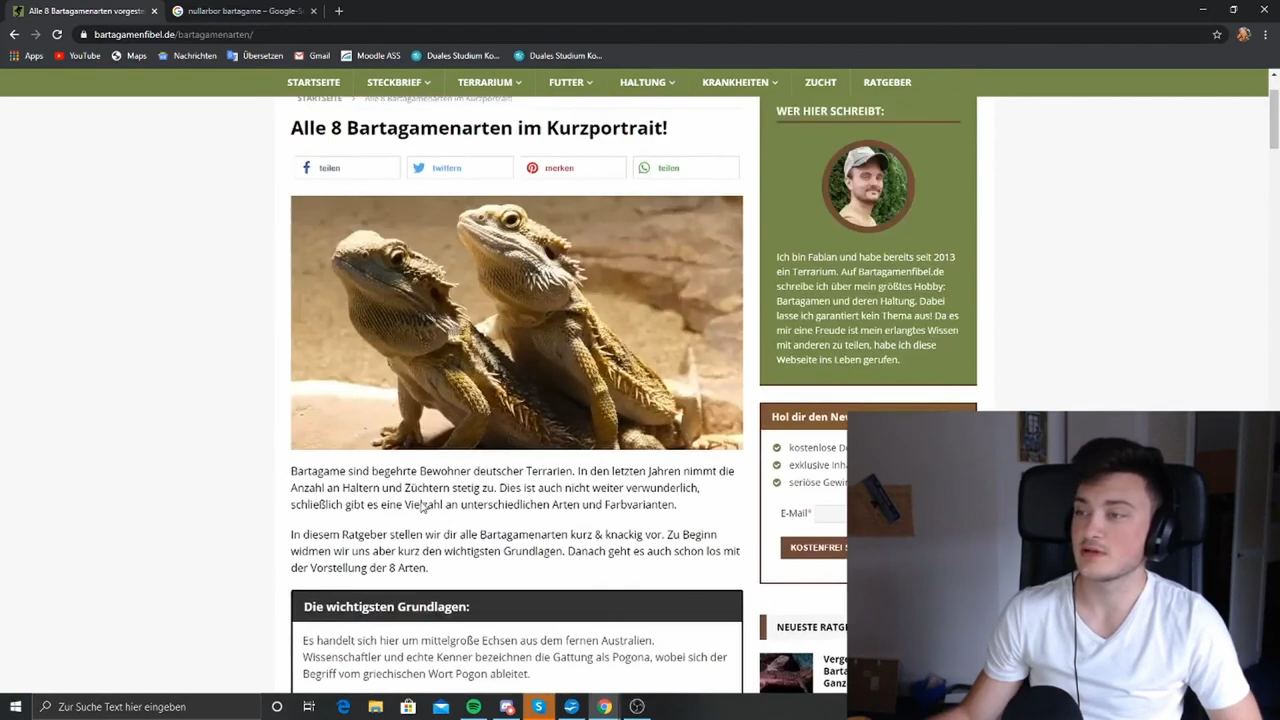 Alle 8 Bartagamenarten vorgest
nullarbor bartagame – Google-S
bartagamenfibel.de/bartagamenarten/
Apps
YouTube
Maps
Nachrichten
Übersetzen
Gmail
Moodle ASS
Duales Studium Ko...
Duales Studium Ko...
STARTSEITE
STECKBRIEF
TERRARIUM
FUTTER
HALTUNG
KRANKHEITEN
ZUCHT
RATGEBER
STARTSEITE > Alle 8 Bartagamenarten im Kurzportrait!
Alle 8 Bartagamenarten im Kurzportrait!
teilen
twittern
merken
teilen
Bartagame sind begehrte Bewohner deutscher Terrarien. In den letzten Jahren nimmt die
Anzahl an Haltern und Züchtern stetig zu. Dies ist auch nicht weiter verwunderlich,
schließlich gibt es eine Vielzahl an unterschiedlichen Arten und Farbvarianten.
In diesem Ratgeber stellen wir dir alle Bartagamenarten kurz & knackig vor. Zu Beginn
widmen wir uns aber kurz den wichtigsten Grundlagen. Danach geht es auch schon los mit
der Vorstellung der 8 Arten.
Die wichtigsten Grundlagen:
Es handelt sich hier um mittelgroße Echsen aus dem fernen Australien.
Wissenschaftler und echte Kenner bezeichnen die Gattung als Pogona, wobei sich der
Begriff vom griechischen Wort Pogon ableitet.
WER HIER SCHREIBT:
Ich bin Fabian und habe bereits seit 2013
ein Terrarium. Auf Bartagamenfibel.de
schreibe ich über mein größtes Hobby:
Bartagamen und deren Haltung. Dabei
lasse ich garantiert kein Thema aus! Da es
mir eine Freude ist mein erlangtes Wissen
mit anderen zu teilen, habe ich diese
Webseite ins Leben gerufen.
Hol dir den Nev
kostenlose D
exklusive Inh
seriöse Gewi
E-Mail*
KOSTENFREI S
NEUESTE RATG
Verge
Barta
Ganz
Zur Suche Text hier eingeben